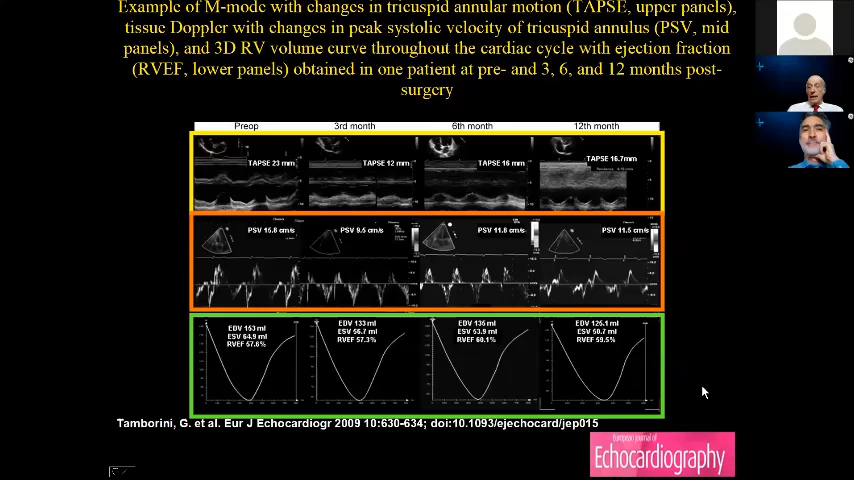 Example of M-mode with changes in tricuspid annular motion (TAPSE, upper panels),
tissue Doppler with changes in peak systolic velocity of tricuspid annulus (PSV, mid
panels), and 3D RV volume curve throughout the cardiac cycle with ejection fraction
(RVEF, lower panels) obtained in one patient at pre- and 3, 6, and 12 months post-
surgery
Preop 3rd month 6th month 12th month
TAPSE 23 mm TAPSE 12 mm TAPSE 16 mm TAPSE 16.7mm
PSV 15.8 cm/s PSV 9.5 cm/s PSV 11.8 cm/s PSV 11.5 cm/s
EDV 153 ml EDV 133 ml EDV 135 ml EDV 125.1 ml
ESV 64.9 ml ESV 56.7 ml ESV 53.9 ml ESV 50.7 ml
RVEF 57.6% RVEF 57.3% RVEF 60.1% RVEF 59.5%
Tamborini, G. et al. Eur J Echocardiogr 2009 10:630-634; doi:10.1093/ejechocard/jep015
European Journal of
Echocardiography